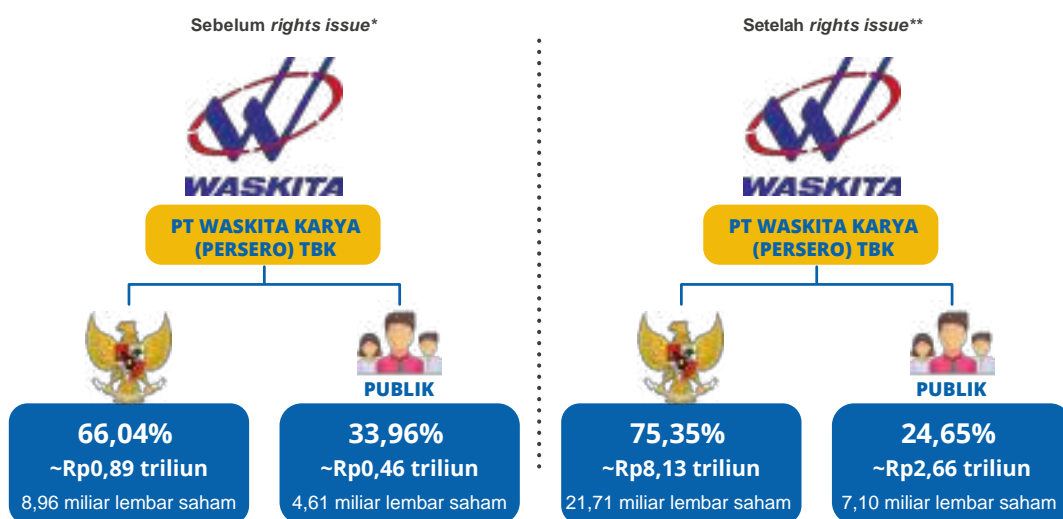 Sebelum rights issue*
WASKITA
PT WASKITA KARYA
(PERSERO) TBK
PUBLIK
66,04%
~Rp0,89 triliun
8,96 miliar lembar saham
33,96%
~Rp0,46 triliun
4,61 miliar lembar saham
Setelah rights issue**
WASKITA
PT WASKITA KARYA
(PERSERO) TBK
PUBLIK
75,35%
~Rp8,13 triliun
21,71 miliar lembar saham
24,65%
~Rp2,66 triliun
7,10 miliar lembar saham